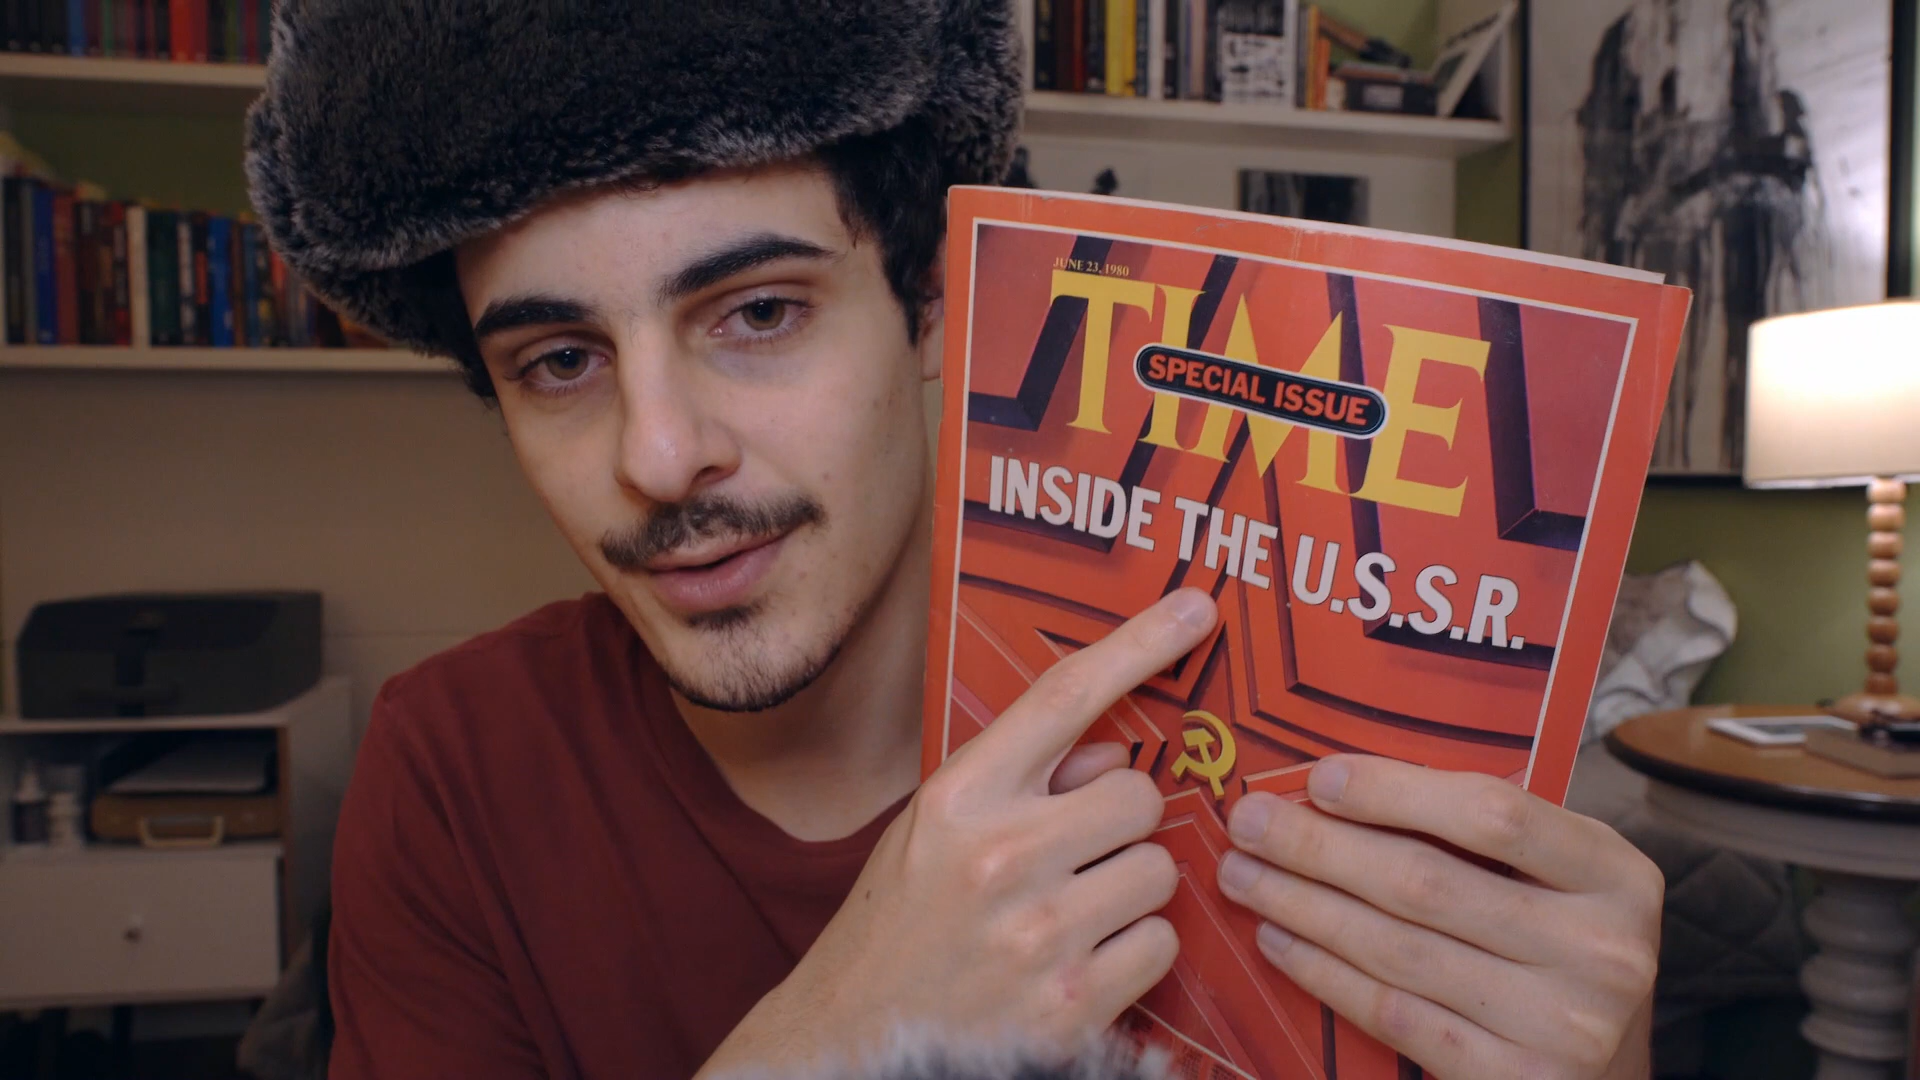 JUNE 23, 1980
TIME
SPECIAL ISSUE
INSIDE THE U.S.S.R.